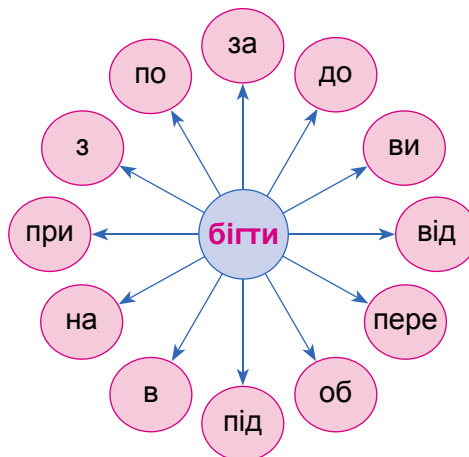 за
по
до
з
ви
при
бігти
від
на
пере
в
об
під